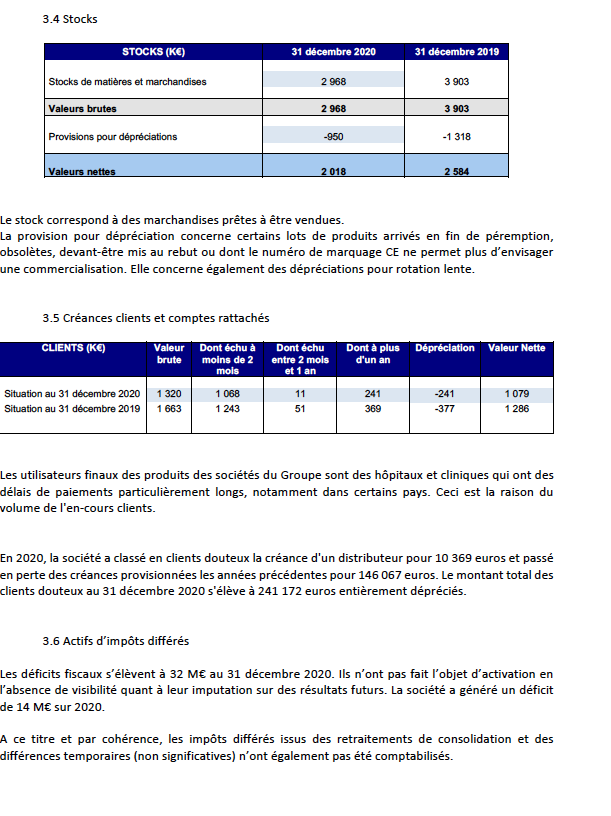 3.4 Stocks
STOCKS (K€) 31 décembre 2020 31 décembre 2019
Stocks de matières et marchandises 2 968 3 903
Valeurs brutes 2 968 3 903
Provisions pour dépréciations -950 -1 318
Valeurs nettes 2 018 2 584
Le stock correspond à des marchandises prêtes à être vendues.
La provision pour dépréciation concerne certains lots de produits arrivés en fin de péremption,
obsolètes, devant-être mis au rebut ou dont le numéro de marquage CE ne permet plus d'envisager
une commercialisation. Elle concerne également des dépréciations pour rotation lente.
3.5 Créances clients et comptes rattachés
CLIENTS (K€) Valeur Dont échu à Dont échu Dont à plus Dépréciation Valeur Nette
brute moins de 2 entre 2 mois d'un an
mois et 1 an
Situation au 31 décembre 2020 1 320 1 068 11 241 -241 1 079
Situation au 31 décembre 2019 1 663 1 243 51 369 -377 1 286
Les utilisateurs finaux des produits des sociétés du Groupe sont des hôpitaux et cliniques qui ont des
délais de paiements particulièrement longs, notamment dans certains pays. Ceci est la raison du
volume de l'en-cours clients.
En 2020, la société a classé en clients douteux la créance d'un distributeur pour 10 369 euros et passé
en perte des créances provisionnées les années précédentes pour 146 067 euros. Le montant total des
clients douteux au 31 décembre 2020 s'élève à 241 172 euros entièrement dépréciés.
3.6 Actifs d'impôts différés
Les déficits fiscaux s'élèvent à 32 M€ au 31 décembre 2020. Ils n'ont pas fait l'objet d'activation en
l'absence de visibilité quant à leur imputation sur des résultats futurs. La société a généré un déficit
de 14 M€ sur 2020.
A ce titre et par cohérence, les impôts différés issus des retraitements de consolidation et des
différences temporaires (non significatives) n'ont également pas été comptabilisés.